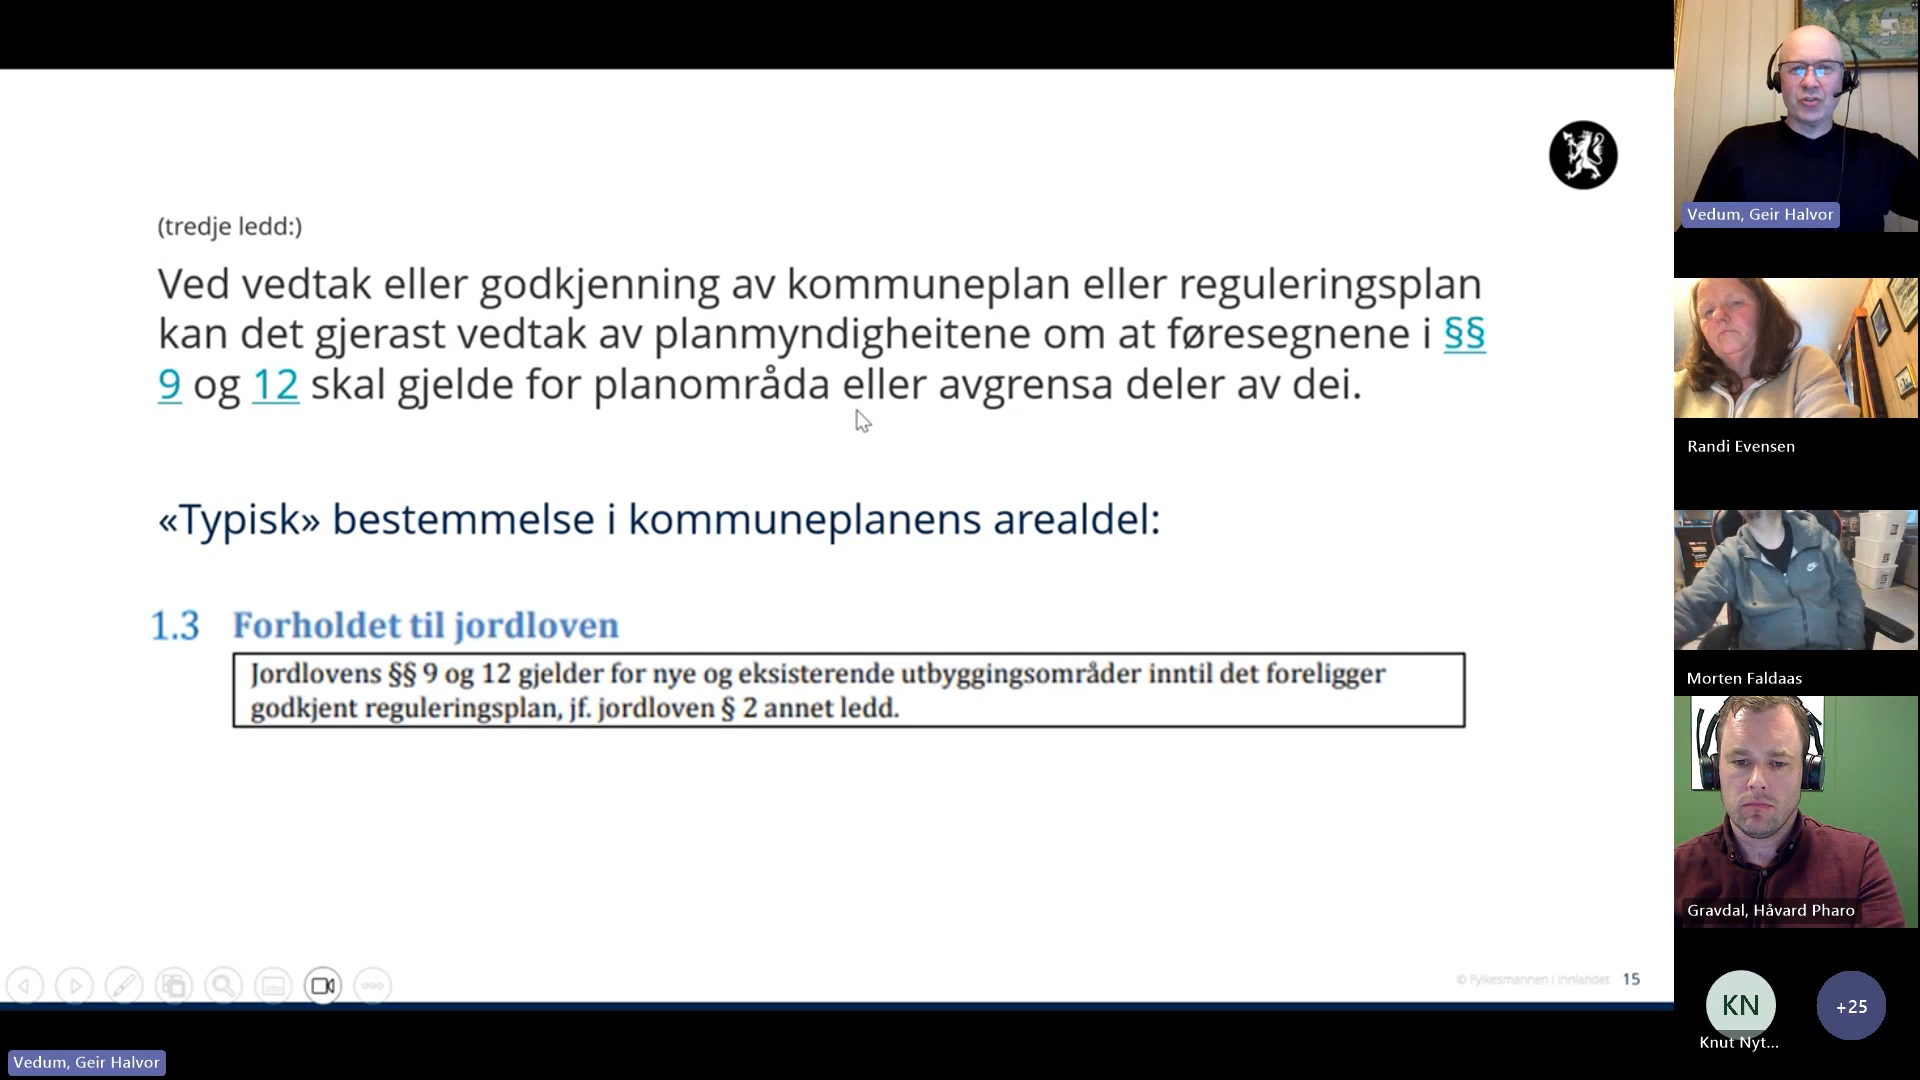 (tredje ledd:)
Ved vedtak eller godkjenning av kommuneplan eller reguleringsplan
kan det gjerast vedtak av planmyndigheitene om at føresegnene i §§
9 og 12 skal gjelde for planområda eller avgrensa deler av dei.
«Typisk» bestemmelse i kommuneplanens arealdel:
1.3 Forholdet til jordloven
Jordlovens §§ 9 og 12 gjelder for nye og eksisterende utbyggingsområder inntil det foreligger
godkjent reguleringsplan, jf. jordloven § 2 annet ledd.
© Fylkesmannen i Innlandet 15
Vedum, Geir Halvor
Vedum, Geir Halvor
Randi Evensen
Morten Faldaas
Gravdal, Håvard Pharo
KN
Knut Nyt...
+25